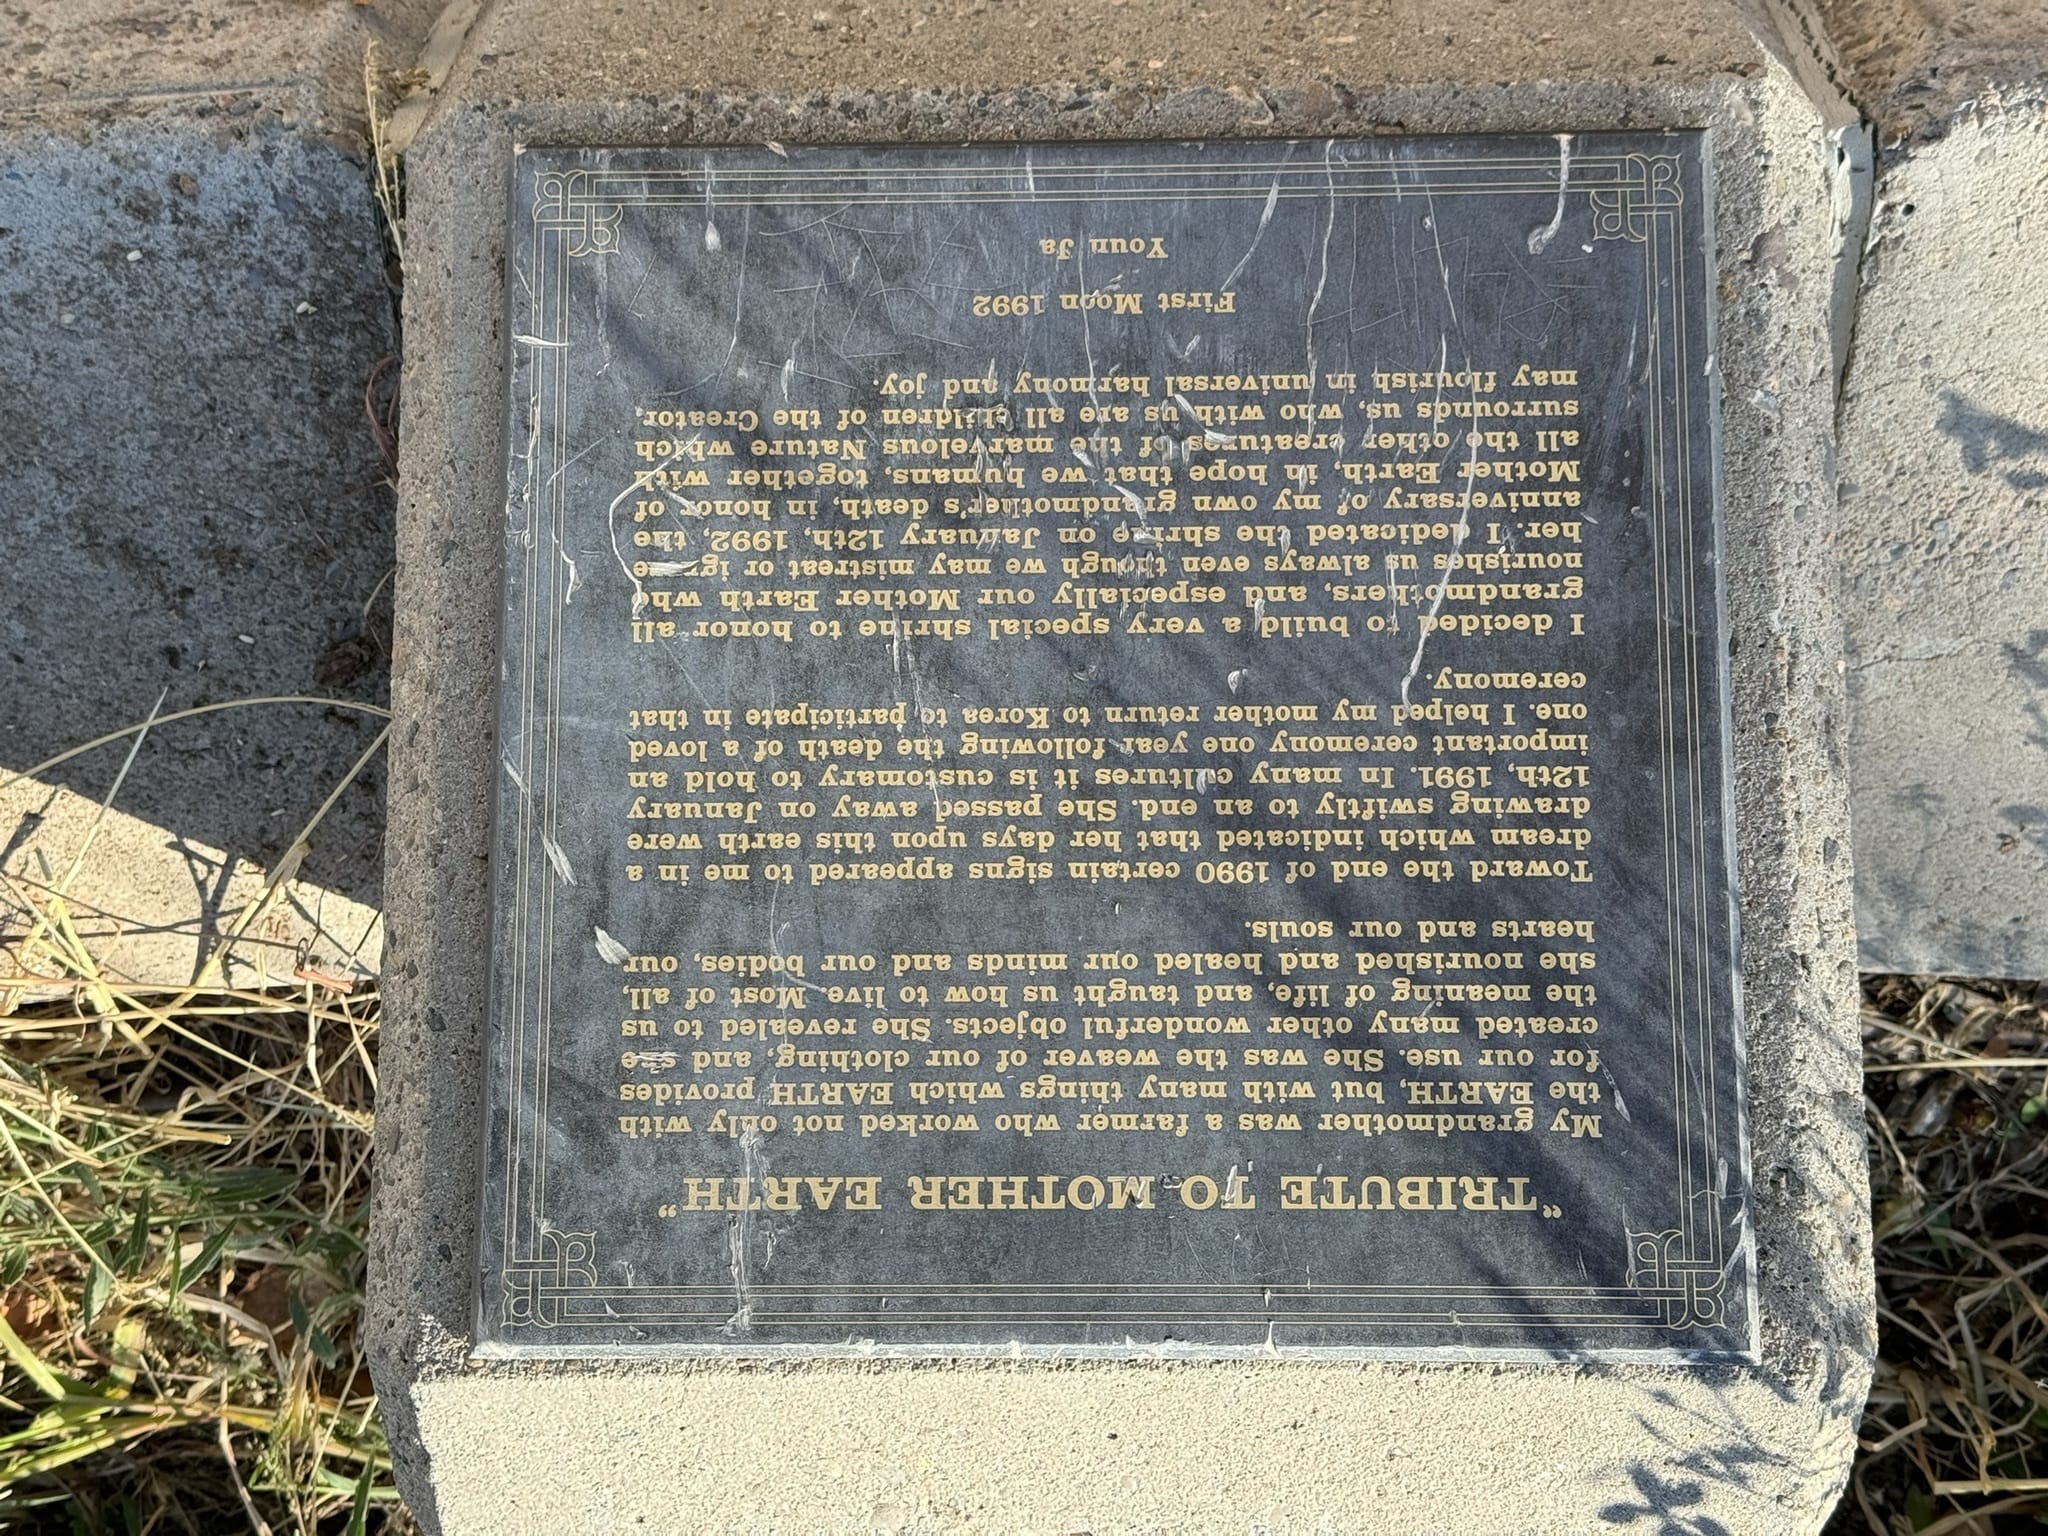 "TRIBUTE TO MOTHER EARTH"
My grandmother was a farmer who worked not only with
the EARTH, but with many things which EARTH provides
for our use. She was the weaver of our clothing, and she
created many other wonderful objects. She revealed to us
the meaning of life, and taught us how to live. Most of all,
she nourished and healed our minds and our bodies, our
hearts and our souls.
Toward the end of 1990 certain signs appeared to me in a
dream which indicated that her days upon this earth were
drawing swiftly to an end. She passed away on January
12th, 1991. In many cultures it is customary to hold an
important ceremony one year following the death of a loved
one. I helped my mother return to Korea to participate in that
ceremony.
I decided to build a very special shrine to honor all
grandmothers, and especially our Mother Earth who
nourishes us always even though we may mistreat or ignore
her. I dedicated the shrine on January 12th, 1992, the
anniversary of my own grandmother's death, in honor of
Mother Earth, in hope that we humans, together with
all the other creatures of the marvelous Nature which
surrounds us, who with us are all children of the Creator,
may flourish in universal harmony and joy.
First Moon 1992
Youn Ja